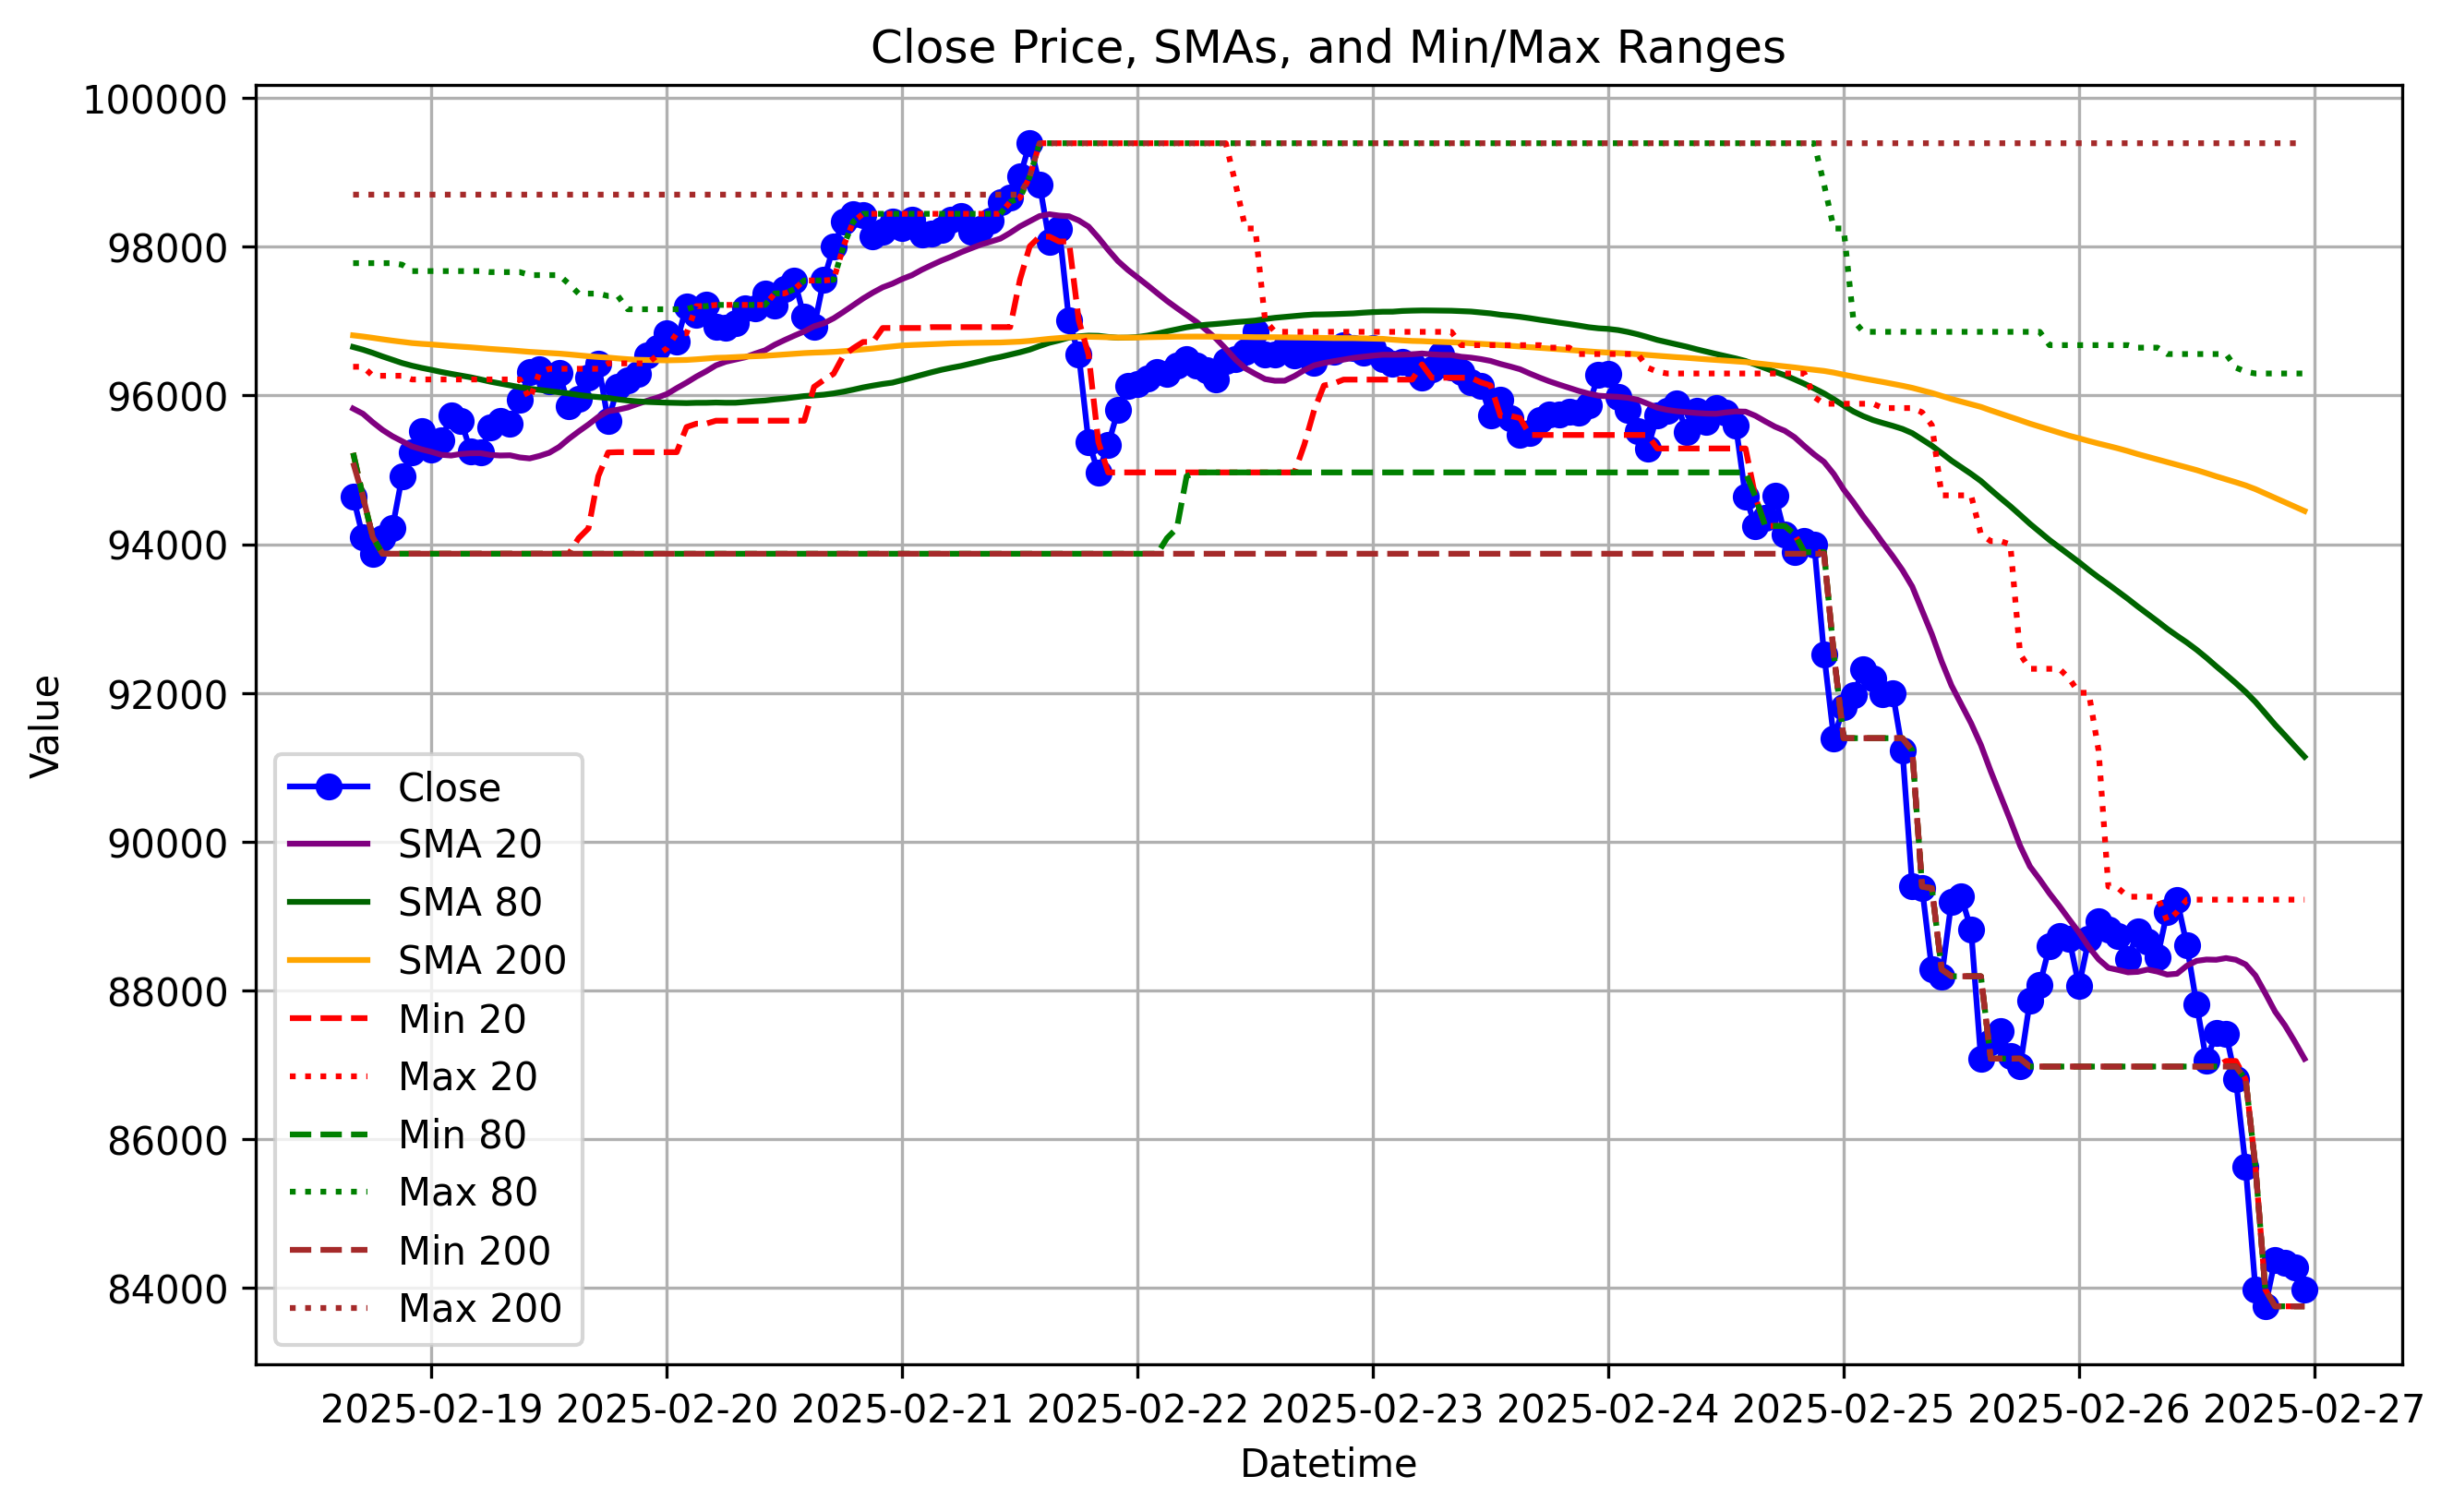 Close Price, SMAs, and Min/Max Ranges
100000
98000
96000
94000
92000
90000
88000
86000
84000
Value
Close
SMA 20
SMA 80
SMA 200
Min 20
Max 20
Min 80
Max 80
Min 200
Max 200
2025-02-19 2025-02-20 2025-02-21 2025-02-22 2025-02-23 2025-02-24 2025-02-25 2025-02-26 2025-02-27
Datetime